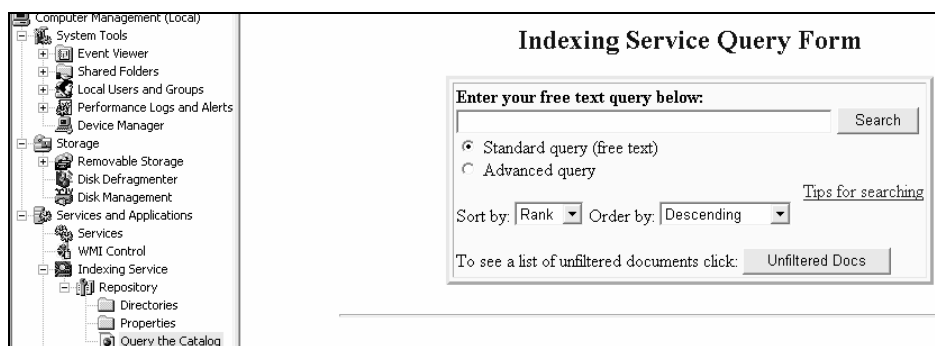 Computer Management (Local)
System Tools
Event Viewer
Shared Folders
Local Users and Groups
Performance Logs and Alerts
Device Manager
Storage
Removable Storage
Disk Defragmenter
Disk Management
Services and Applications
Services
WMI Control
Indexing Service
Repository
Directories
Properties
Query the Catalog
Indexing Service Query Form
Enter your free text query below:
Search
Standard query (free text)
Advanced query
Tips for searching
Sort by: Rank Order by: Descending
To see a list of unfiltered documents click: Unfiltered Docs